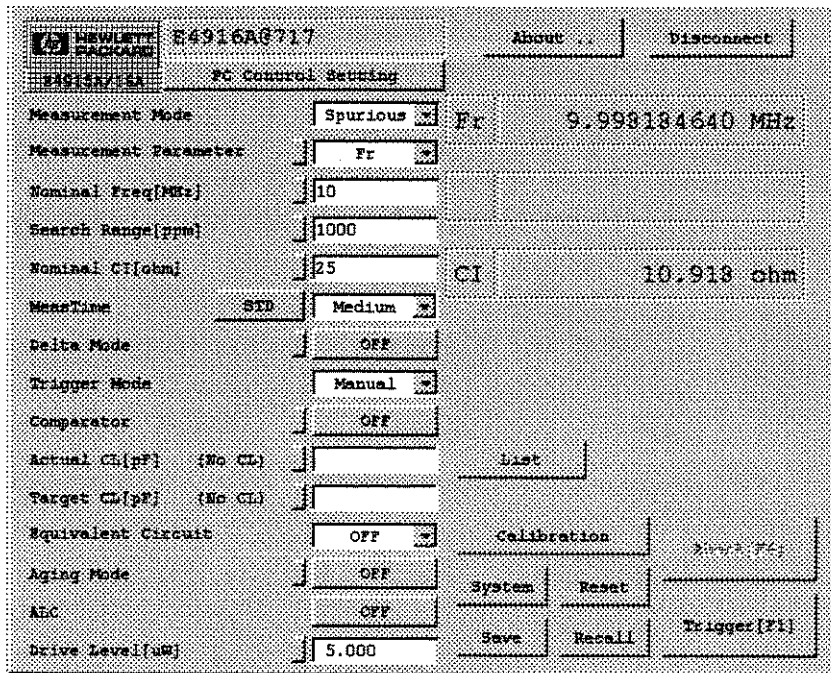 hp HEWLETT PACKARD
E4916A@717
About ..
Disconnect
E4915A/16A
PC Control Setting
Measurement Mode Spurious
Fr 9.998184640 MHz
Measurement Parameter Fr
Nominal Freq[MHz] 10
Search Range[ppm] 1000
Nominal CI[ohm] 25
CI 10.918 ohm
MeasTime STD Medium
Delta Mode OFF
Trigger Mode Manual
Comparator OFF
Actual CL[pF] (No CL)
List
Target CL[pF] (No CL)
Equivalent Circuit OFF
Calibration
Aging Mode OFF
System Reset
ALC OFF
Save Recall Trigger[F1]
Drive Level[uW] 5.000